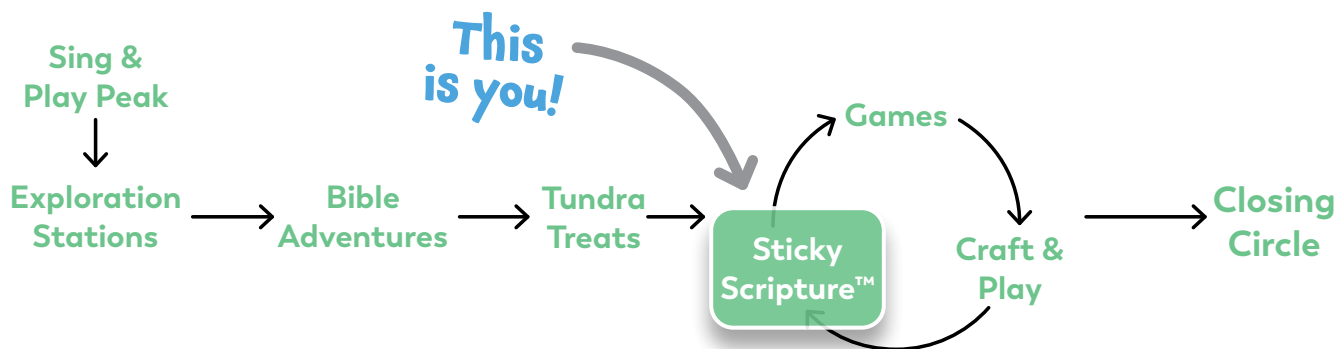 Sing &
Play Peak
Exploration
Stations
Bible
Adventures
Tundra
Treats
This
is you!
Sticky
Scripture™
Games
Craft &
Play
Closing
Circle